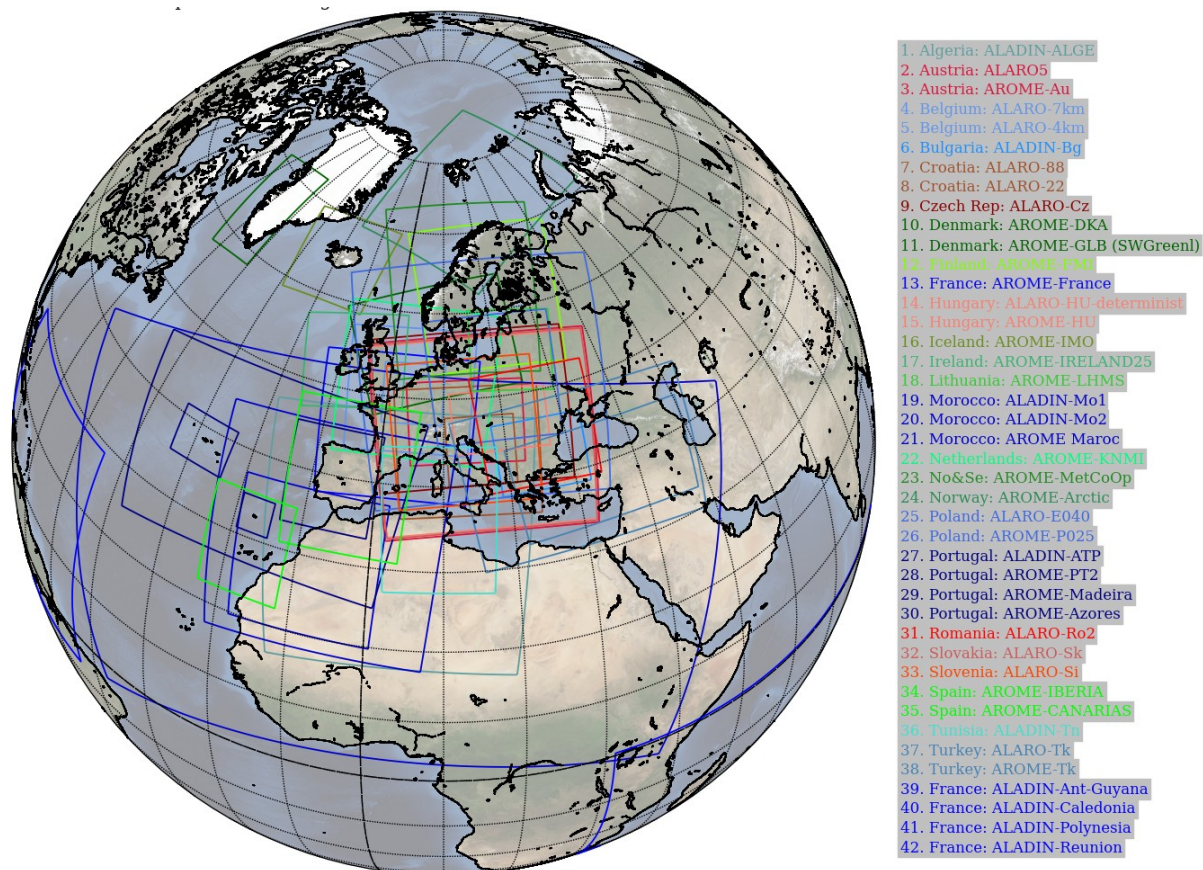 1. Algeria: ALADIN-ALGE
2. Austria: ALARO5
3. Austria: AROME-Au
4. Belgium: ALARO-7km
5. Belgium: ALARO-4km
6. Bulgaria: ALADIN-Bg
7. Croatia: ALARO-88
8. Croatia: ALARO-22
9. Czech Rep: ALARO-Cz
10. Denmark: AROME-DKA
11. Denmark: AROME-GLB (SWGreenl)
12. Finland: AROME-FMI
13. France: AROME-France
14. Hungary: ALARO-HU-determinist
15. Hungary: AROME-HU
16. Iceland: AROME-IMO
17. Ireland: AROME-IRELAND25
18. Lithuania: AROME-LHMS
19. Morocco: ALADIN-Mo1
20. Morocco: ALADIN-Mo2
21. Morocco: AROME Maroc
22. Netherlands: AROME-KNMI
23. No&Se: AROME-MetCoOp
24. Norway: AROME-Arctic
25. Poland: ALARO-E040
26. Poland: AROME-P025
27. Portugal: ALADIN-ATP
28. Portugal: AROME-PT2
29. Portugal: AROME-Madeira
30. Portugal: AROME-Azores
31. Romania: ALARO-Ro2
32. Slovakia: ALARO-Sk
33. Slovenia: ALARO-Si
34. Spain: AROME-IBERIA
35. Spain: AROME-CANARIAS
36. Tunisia: ALADIN-Tn
37. Turkey: ALARO-Tk
38. Turkey: AROME-Tk
39. France: ALADIN-Ant-Guyana
40. France: ALADIN-Caledonia
41. France: ALADIN-Polynesia
42. France: ALADIN-Reunion